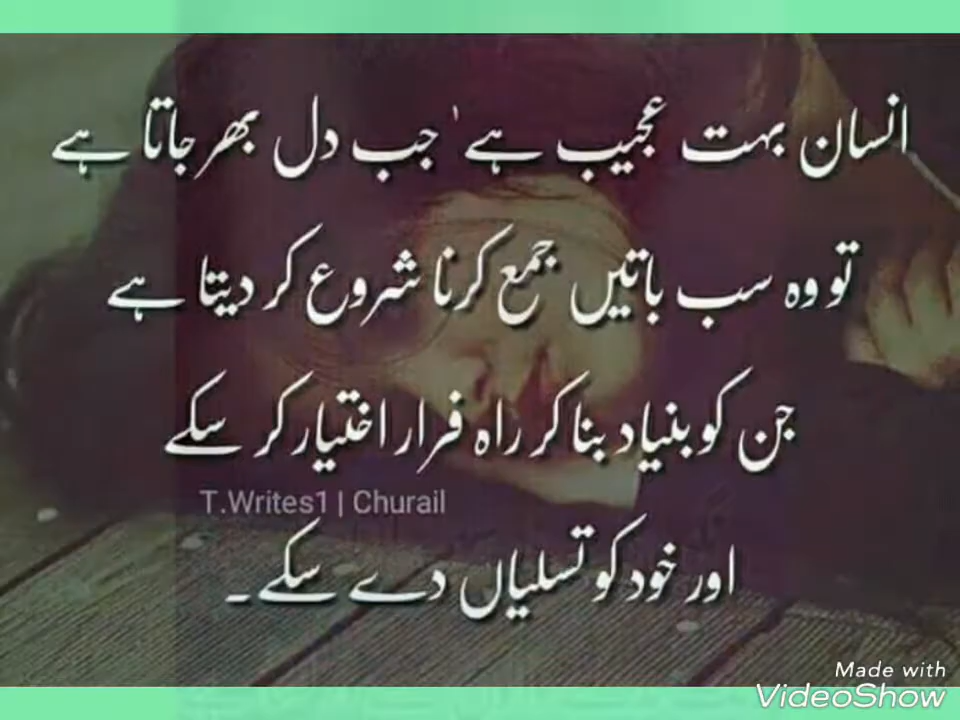 انسان بہت عجیب ہے' جب دل بھر جاتا ہے
تو وہ سب باتیں جمع کرنا شروع کر دیتا ہے
جن کو بنیاد بنا کر راہ فرار اختیار کر سکے
T.Writes1 | Churail
اور خود کو تسلیاں دے سکے۔
Made with
VideoShow